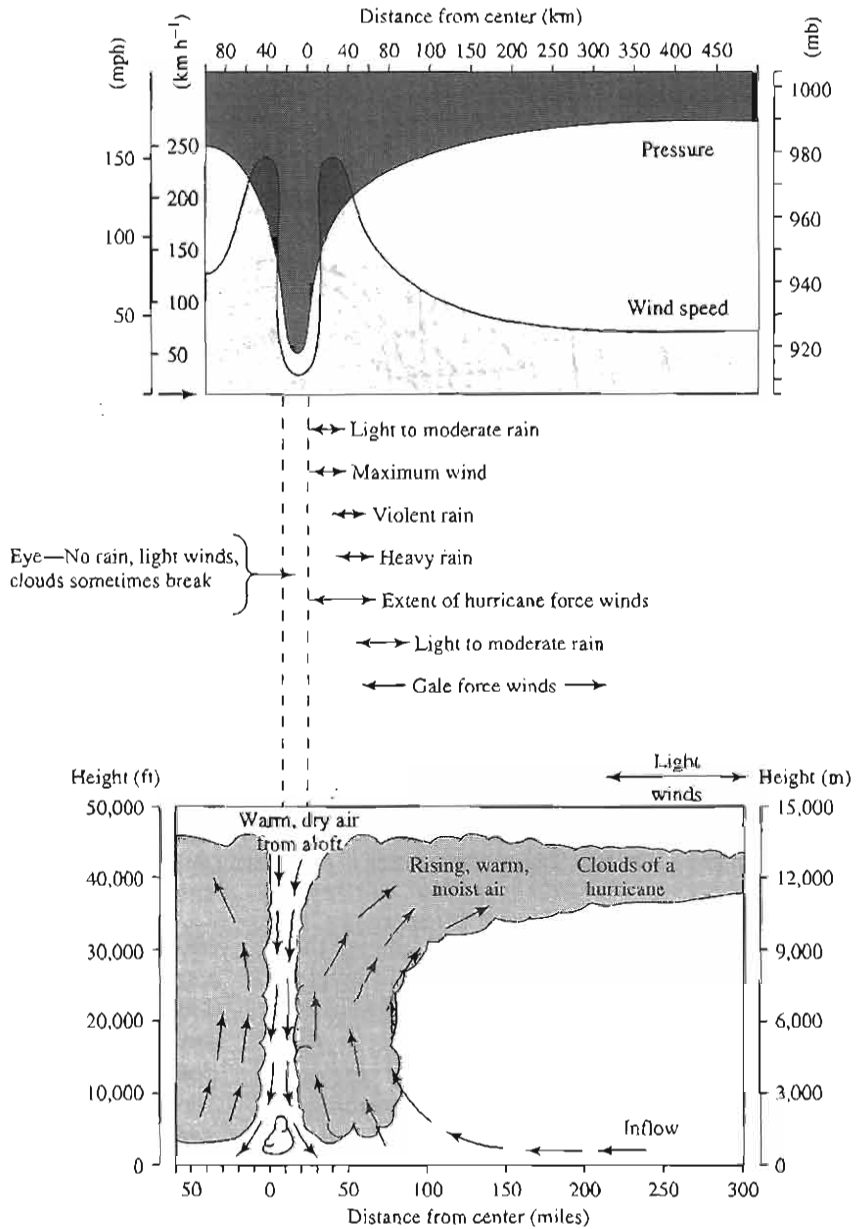 Distance from center (km)
(mph)
(km h⁻¹)
(mb)
80 40 0 40 80 100 150 200 250 300 350 400 450
250
200
150
100
50
150
100
50
1000
980
960
940
920
Pressure
Wind speed
Light to moderate rain
Maximum wind
Violent rain
Heavy rain
Eye—No rain, light winds,
clouds sometimes break
Extent of hurricane force winds
Light to moderate rain
Gale force winds
Light
winds
Height (ft)
Height (m)
50,000
40,000
30,000
20,000
10,000
0
15,000
12,000
9,000
6,000
3,000
0
Warm, dry air
from aloft
Rising, warm,
moist air
Clouds of a
hurricane
Inflow
50 0 50 100 150 200 250 300
Distance from center (miles)